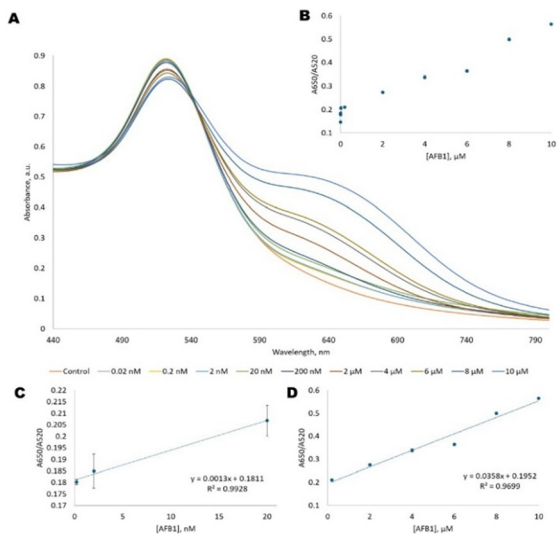 A
B
0.9
0.8
0.7
0.6
0.5
0.4
0.3
0.2
0.1
0
Absorbance, a.u.
440 490 540 590 640 690 740 790
Wavelength, nm
0.6
0.5
0.4
0.3
0.2
0.1
A650/A520
0 2 4 6 8 10
[AFB1], µM
Control 0.02 nM 0.2 nM 2 nM 20 nM 200 nM 2 µM 4 µM 6 µM 8 µM 10 µM
C
0.22
0.215
0.21
0.205
0.2
0.195
0.19
0.185
0.18
0.175
0.17
A650/A520
y = 0.0013x + 0.1811
R² = 0.9928
0 5 10 15 20
[AFB1], nM
D
0.6
0.5
0.4
0.3
0.2
0.1
A650/A520
y = 0.0358x + 0.1952
R² = 0.9699
0 2 4 6 8 10
[AFB1], µM